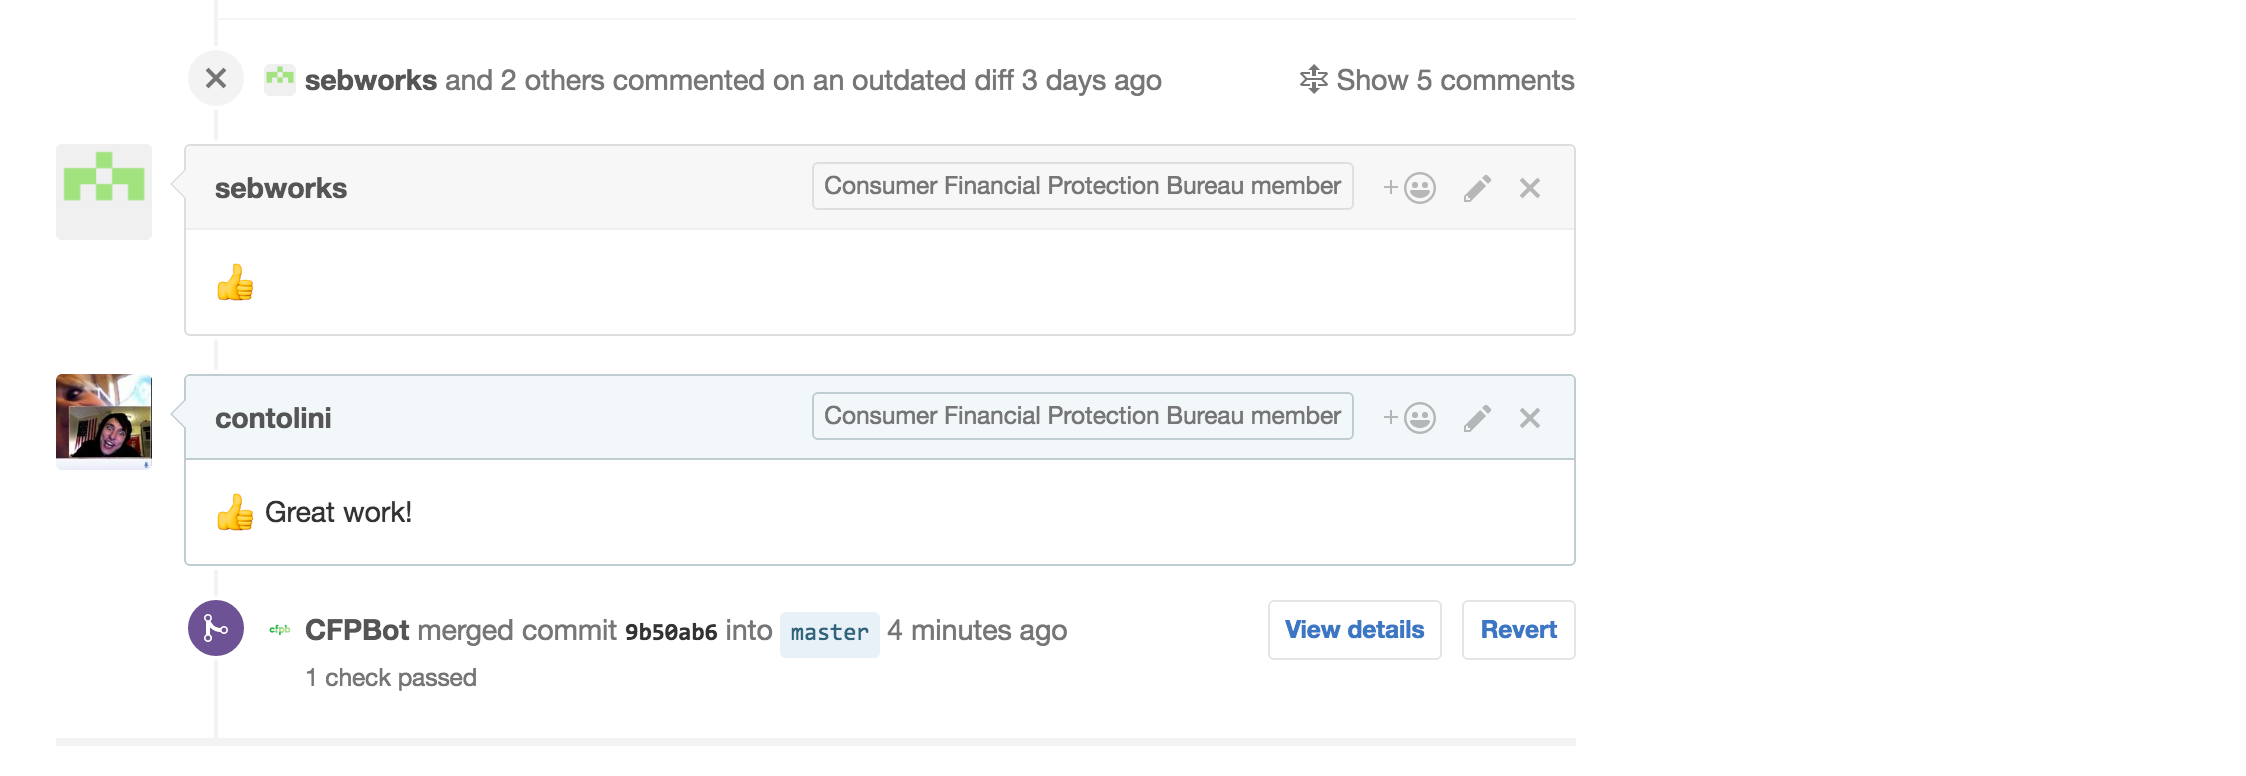 sebworks and 2 others commented on an outdated diff 3 days ago Show 5 comments
sebworks Consumer Financial Protection Bureau member +
👍
contolini Consumer Financial Protection Bureau member +
👍 Great work!
cfpb CFPBot merged commit 9b50ab6 into master 4 minutes ago View details Revert
1 check passed